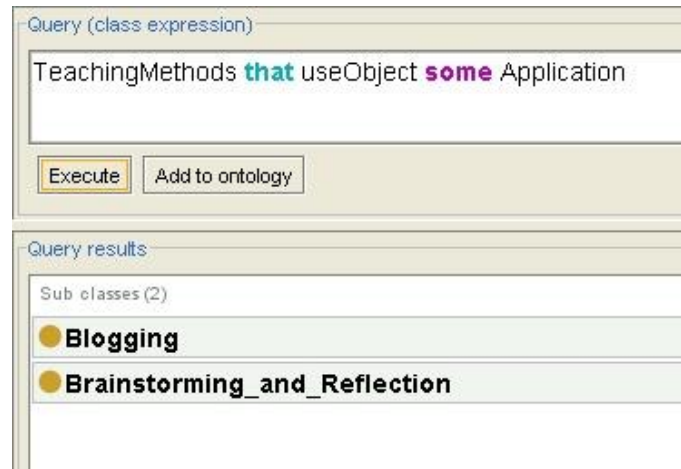 Query (class expression)
TeachingMethods that useObject some Application
Execute Add to ontology
Query results
Sub classes (2)
Blogging
Brainstorming_and_Reflection